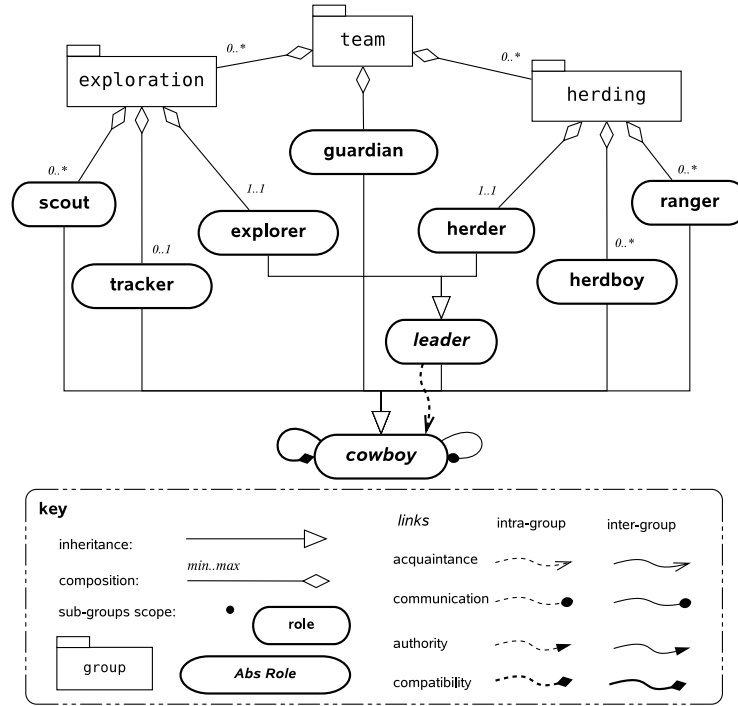 team
0..*
0..*
exploration
herding
guardian
0..*
1..1
1..1
0..*
scout
ranger
explorer
herder
0..1
0..*
tracker
herdboy
leader
cowboy
key
links
intra-group
inter-group
inheritance:
min..max
acquaintance
composition:
communication
sub-groups scope:
role
authority
group
Abs Role
compatibility